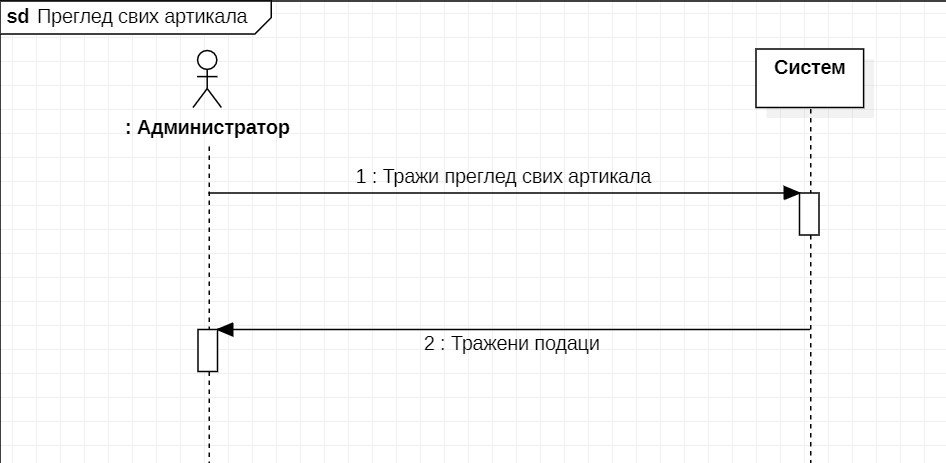 sd Преглед свих артикала
Систем
: Администратор
1 : Тражи преглед свих артикала
2 : Тражени подаци